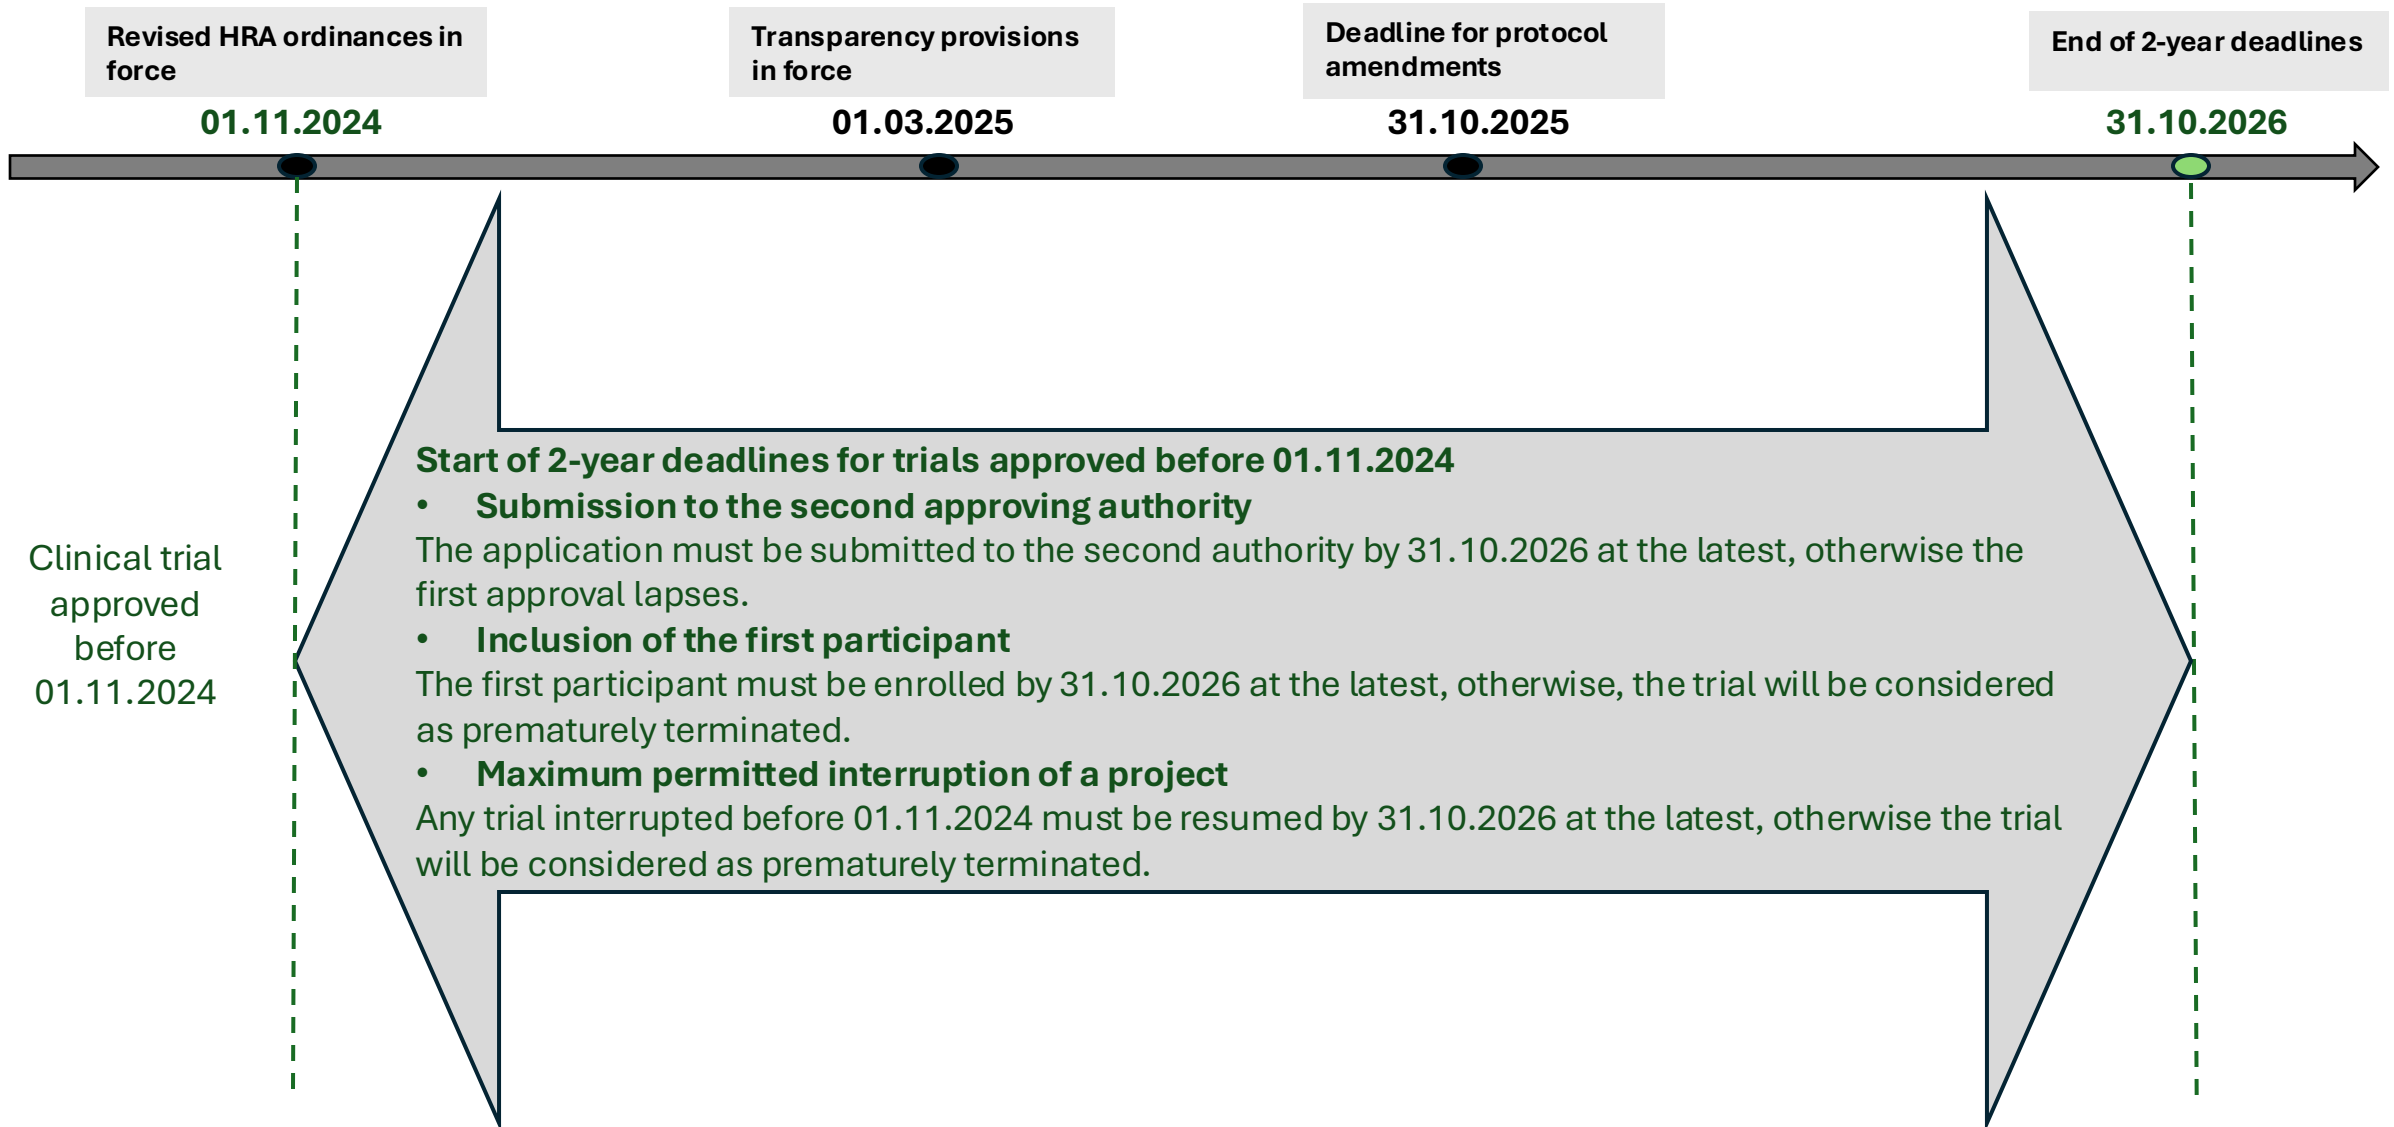 Revised HRA ordinances in
force
Transparency provisions
in force
Deadline for protocol
amendments
End of 2-year deadlines
01.11.2024
01.03.2025
31.10.2025
31.10.2026
Clinical trial
approved
before
01.11.2024
Start of 2-year deadlines for trials approved before 01.11.2024
• Submission to the second approving authority
The application must be submitted to the second authority by 31.10.2026 at the latest, otherwise the
first approval lapses.
• Inclusion of the first participant
The first participant must be enrolled by 31.10.2026 at the latest, otherwise, the trial will be considered
as prematurely terminated.
• Maximum permitted interruption of a project
Any trial interrupted before 01.11.2024 must be resumed by 31.10.2026 at the latest, otherwise the trial
will be considered as prematurely terminated.